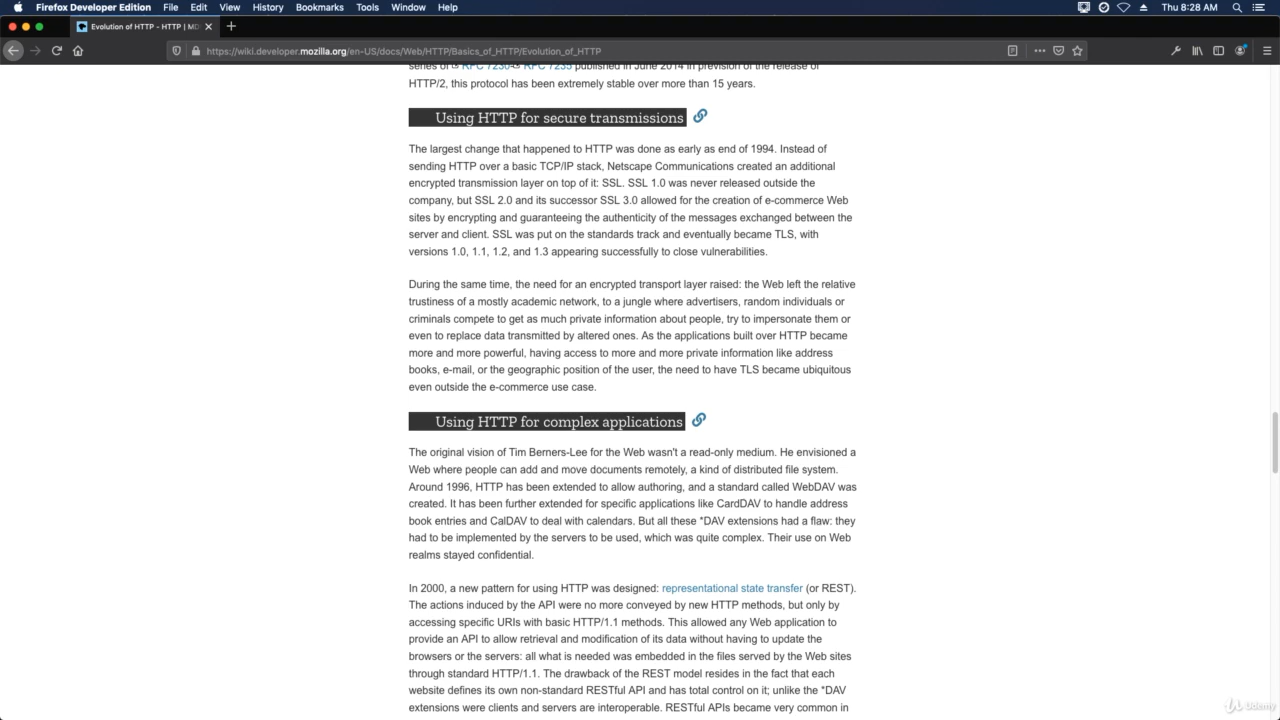 Firefox Developer Edition File Edit View History Bookmarks Tools Window Help Thu 8:28 AM
Evolution of HTTP - HTTP | MD
https://wiki.developer.mozilla.org/en-US/docs/Web/HTTP/Basics_of_HTTP/Evolution_of_HTTP
series of RFC 7230 RFC 7235 published in June 2014 in prevision of the release of
HTTP/2, this protocol has been extremely stable over more than 15 years.
Using HTTP for secure transmissions
The largest change that happened to HTTP was done as early as end of 1994. Instead of
sending HTTP over a basic TCP/IP stack, Netscape Communications created an additional
encrypted transmission layer on top of it: SSL. SSL 1.0 was never released outside the
company, but SSL 2.0 and its successor SSL 3.0 allowed for the creation of e-commerce Web
sites by encrypting and guaranteeing the authenticity of the messages exchanged between the
server and client. SSL was put on the standards track and eventually became TLS, with
versions 1.0, 1.1, 1.2, and 1.3 appearing successfully to close vulnerabilities.
During the same time, the need for an encrypted transport layer raised: the Web left the relative
trustiness of a mostly academic network, to a jungle where advertisers, random individuals or
criminals compete to get as much private information about people, try to impersonate them or
even to replace data transmitted by altered ones. As the applications built over HTTP became
more and more powerful, having access to more and more private information like address
books, e-mail, or the geographic position of the user, the need to have TLS became ubiquitous
even outside the e-commerce use case.
Using HTTP for complex applications
The original vision of Tim Berners-Lee for the Web wasn't a read-only medium. He envisioned a
Web where people can add and move documents remotely, a kind of distributed file system.
Around 1996, HTTP has been extended to allow authoring, and a standard called WebDAV was
created. It has been further extended for specific applications like CardDAV to handle address
book entries and CalDAV to deal with calendars. But all these *DAV extensions had a flaw: they
had to be implemented by the servers to be used, which was quite complex. Their use on Web
realms stayed confidential.
In 2000, a new pattern for using HTTP was designed: representational state transfer (or REST).
The actions induced by the API were no more conveyed by new HTTP methods, but only by
accessing specific URIs with basic HTTP/1.1 methods. This allowed any Web application to
provide an API to allow retrieval and modification of its data without having to update the
browsers or the servers: all what is needed was embedded in the files served by the Web sites
through standard HTTP/1.1. The drawback of the REST model resides in the fact that each
website defines its own non-standard RESTful API and has total control on it; unlike the *DAV
extensions were clients and servers are interoperable. RESTful APIs became very common in
Udemy